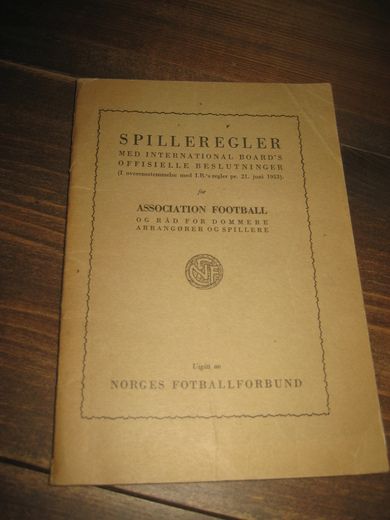 SPILLEREGLER
MED INTERNATIONAL BOARD'S
OFFISIELLE BESLUTNINGER
(I overensstemmelse med I.B.'s regler pr. 21. juni 1953).
for
ASSOCIATION FOOTBALL
OG RÅD FOR DOMMERE
ARRANGØRER OG SPILLERE
Utgitt av
NORGES FOTBALLFORBUND